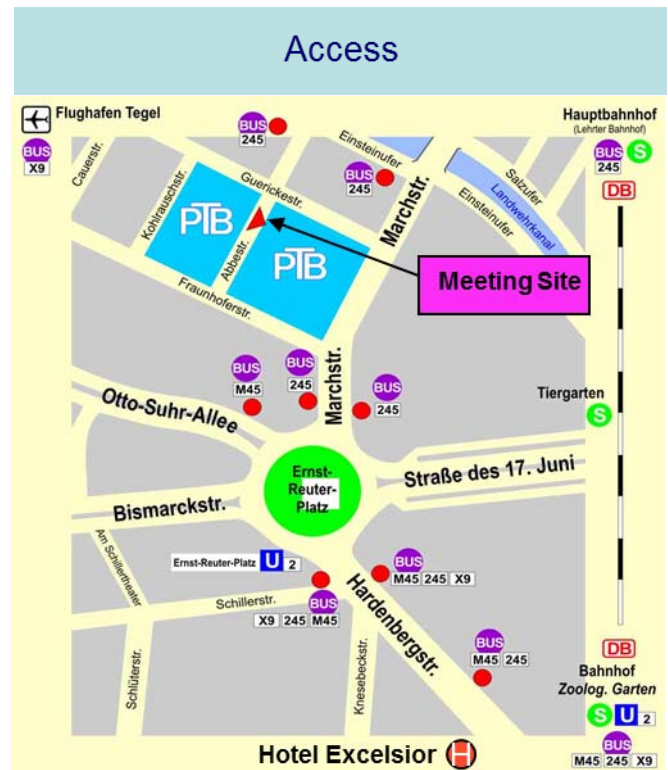 Access
Flughafen Tegel
BUS
X9
BUS
245
Hauptbahnhof
(Lehrter Bahnhof)
BUS
S
245
DB
Cauerstr.
Kohlrauschstr.
Guerickestr.
Einsteinufer
BUS
245
Marchstr.
Salzufer
Landwehrkanal
Einsteinufer
PTB
Abbestr.
PTB
Meeting Site
Fraunhoferstr.
BUS
M45
BUS
245
Marchstr.
BUS
245
Tiergarten
S
Otto-Suhr-Allee
Ernst-
Reuter-
Platz
Straße des 17. Juni
Bismarckstr.
Am Schillertheater
Ernst-Reuter-Platz U 2
BUS
M45 245 X9
Schillerstr.
BUS
X9 245 M45
Hardenbergstr.
Schlüterstr.
Knesebeckstr.
BUS
M45 245
DB
Bahnhof
Zoolog. Garten
S U 2
BUS
M45 245 X9
Hotel Excelsior H